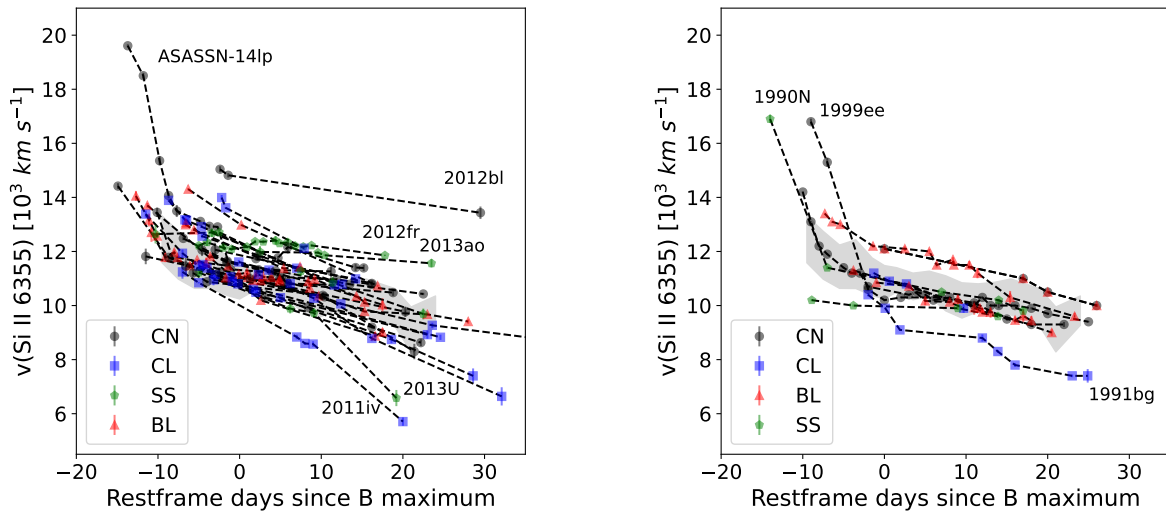 20
18
16
14
12
10
8
6
v(Si II 6355) [10³ km s⁻¹]
ASASSN-14lp
2012bl
2012fr
2013ao
2013U
2011iv
CN
CL
SS
BL
−20 −10 0 10 20 30
Restframe days since B maximum
20
18
16
14
12
10
8
6
v(Si II 6355) [10³ km s⁻¹]
1990N
1999ee
1991bg
CN
CL
BL
SS
−20 −10 0 10 20 30
Restframe days since B maximum